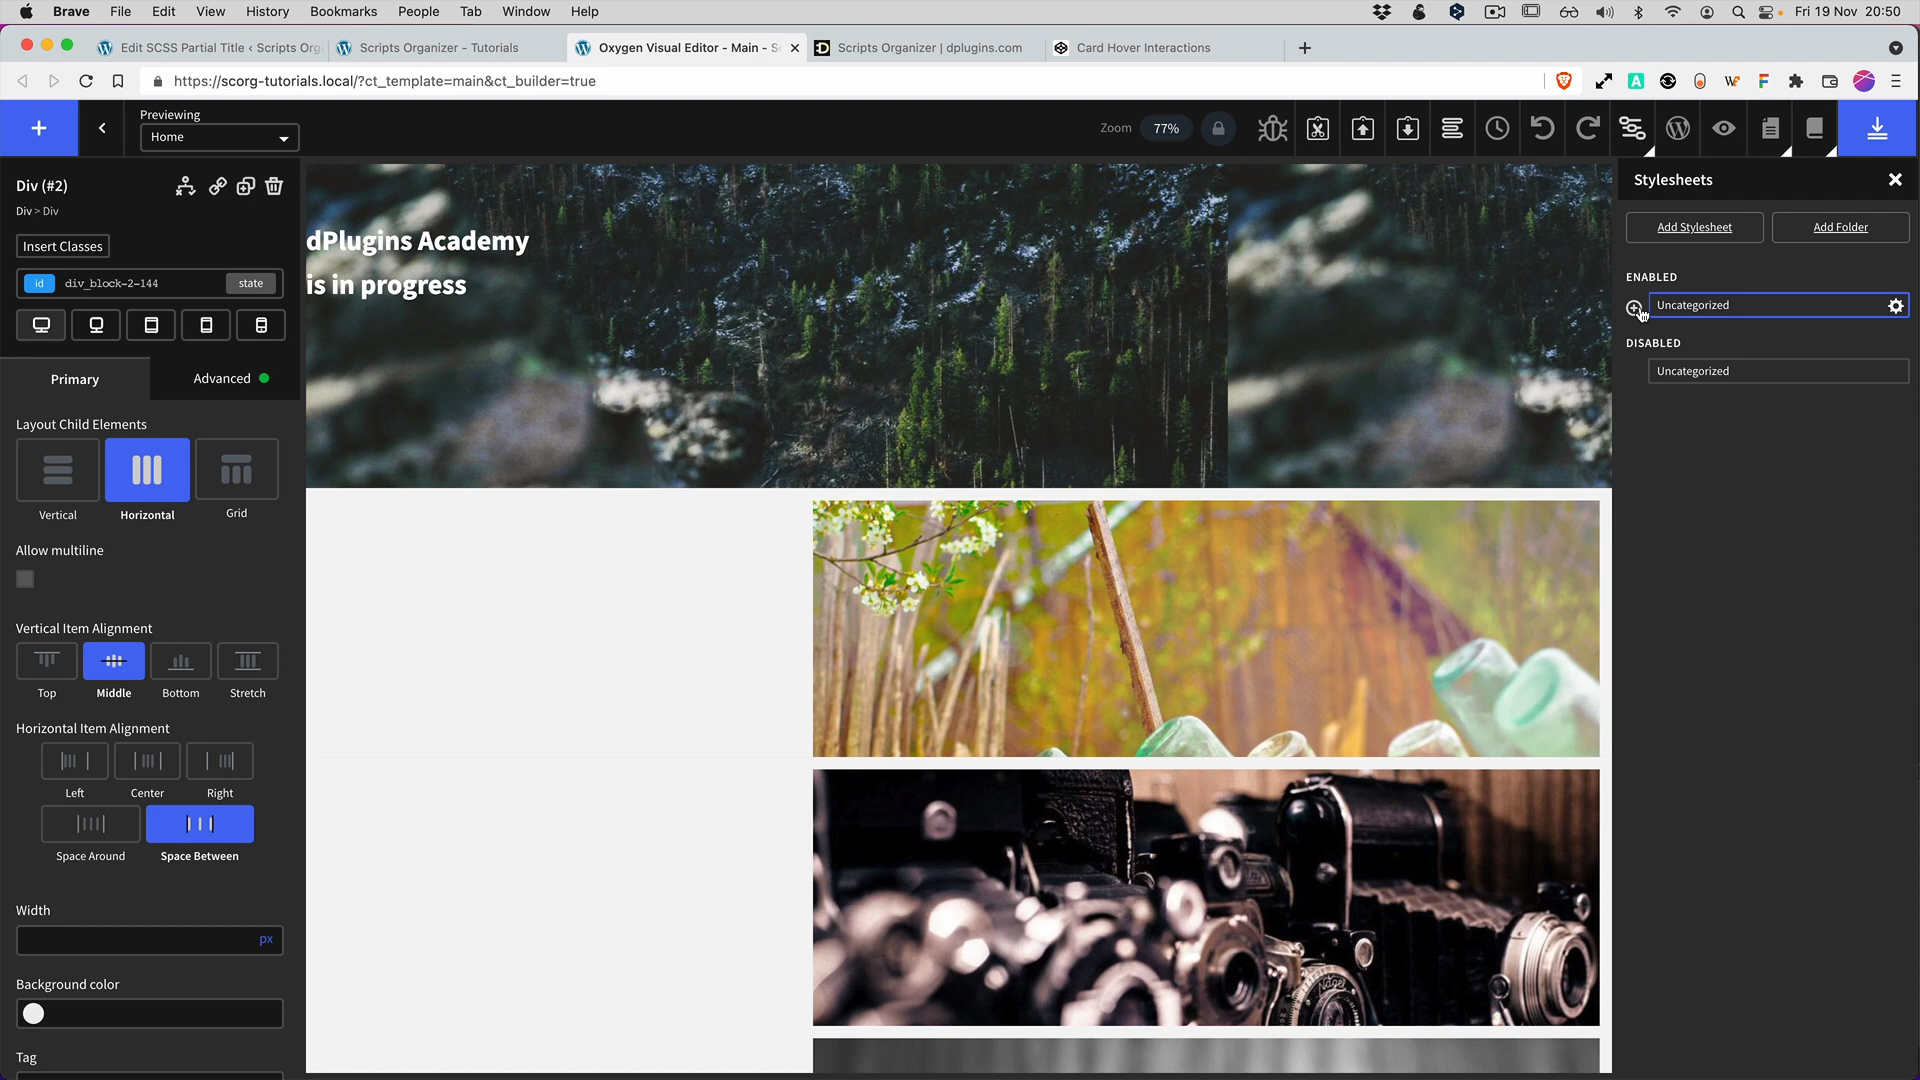 Brave File Edit View History Bookmarks People Tab Window Help Fri 19 Nov 20:50
Edit SCSS Partial Title ‹ Scripts Org
Scripts Organizer - Tutorials
Oxygen Visual Editor - Main - Sc
Scripts Organizer | dplugins.com
Card Hover Interactions
https://scorg-tutorials.local/?ct_template=main&ct_builder=true
Previewing
Home
Zoom 77%
Div (#2)
Div > Div
Insert Classes
id div_block-2-144 state
Primary Advanced
Layout Child Elements
Vertical Horizontal Grid
Allow multiline
Vertical Item Alignment
Top Middle Bottom Stretch
Horizontal Item Alignment
Left Center Right
Space Around Space Between
Width
px
Background color
Tag
dPlugins Academy
is in progress
Nagel
Stylesheets
Add Stylesheet Add Folder
ENABLED
Uncategorized
DISABLED
Uncategorized